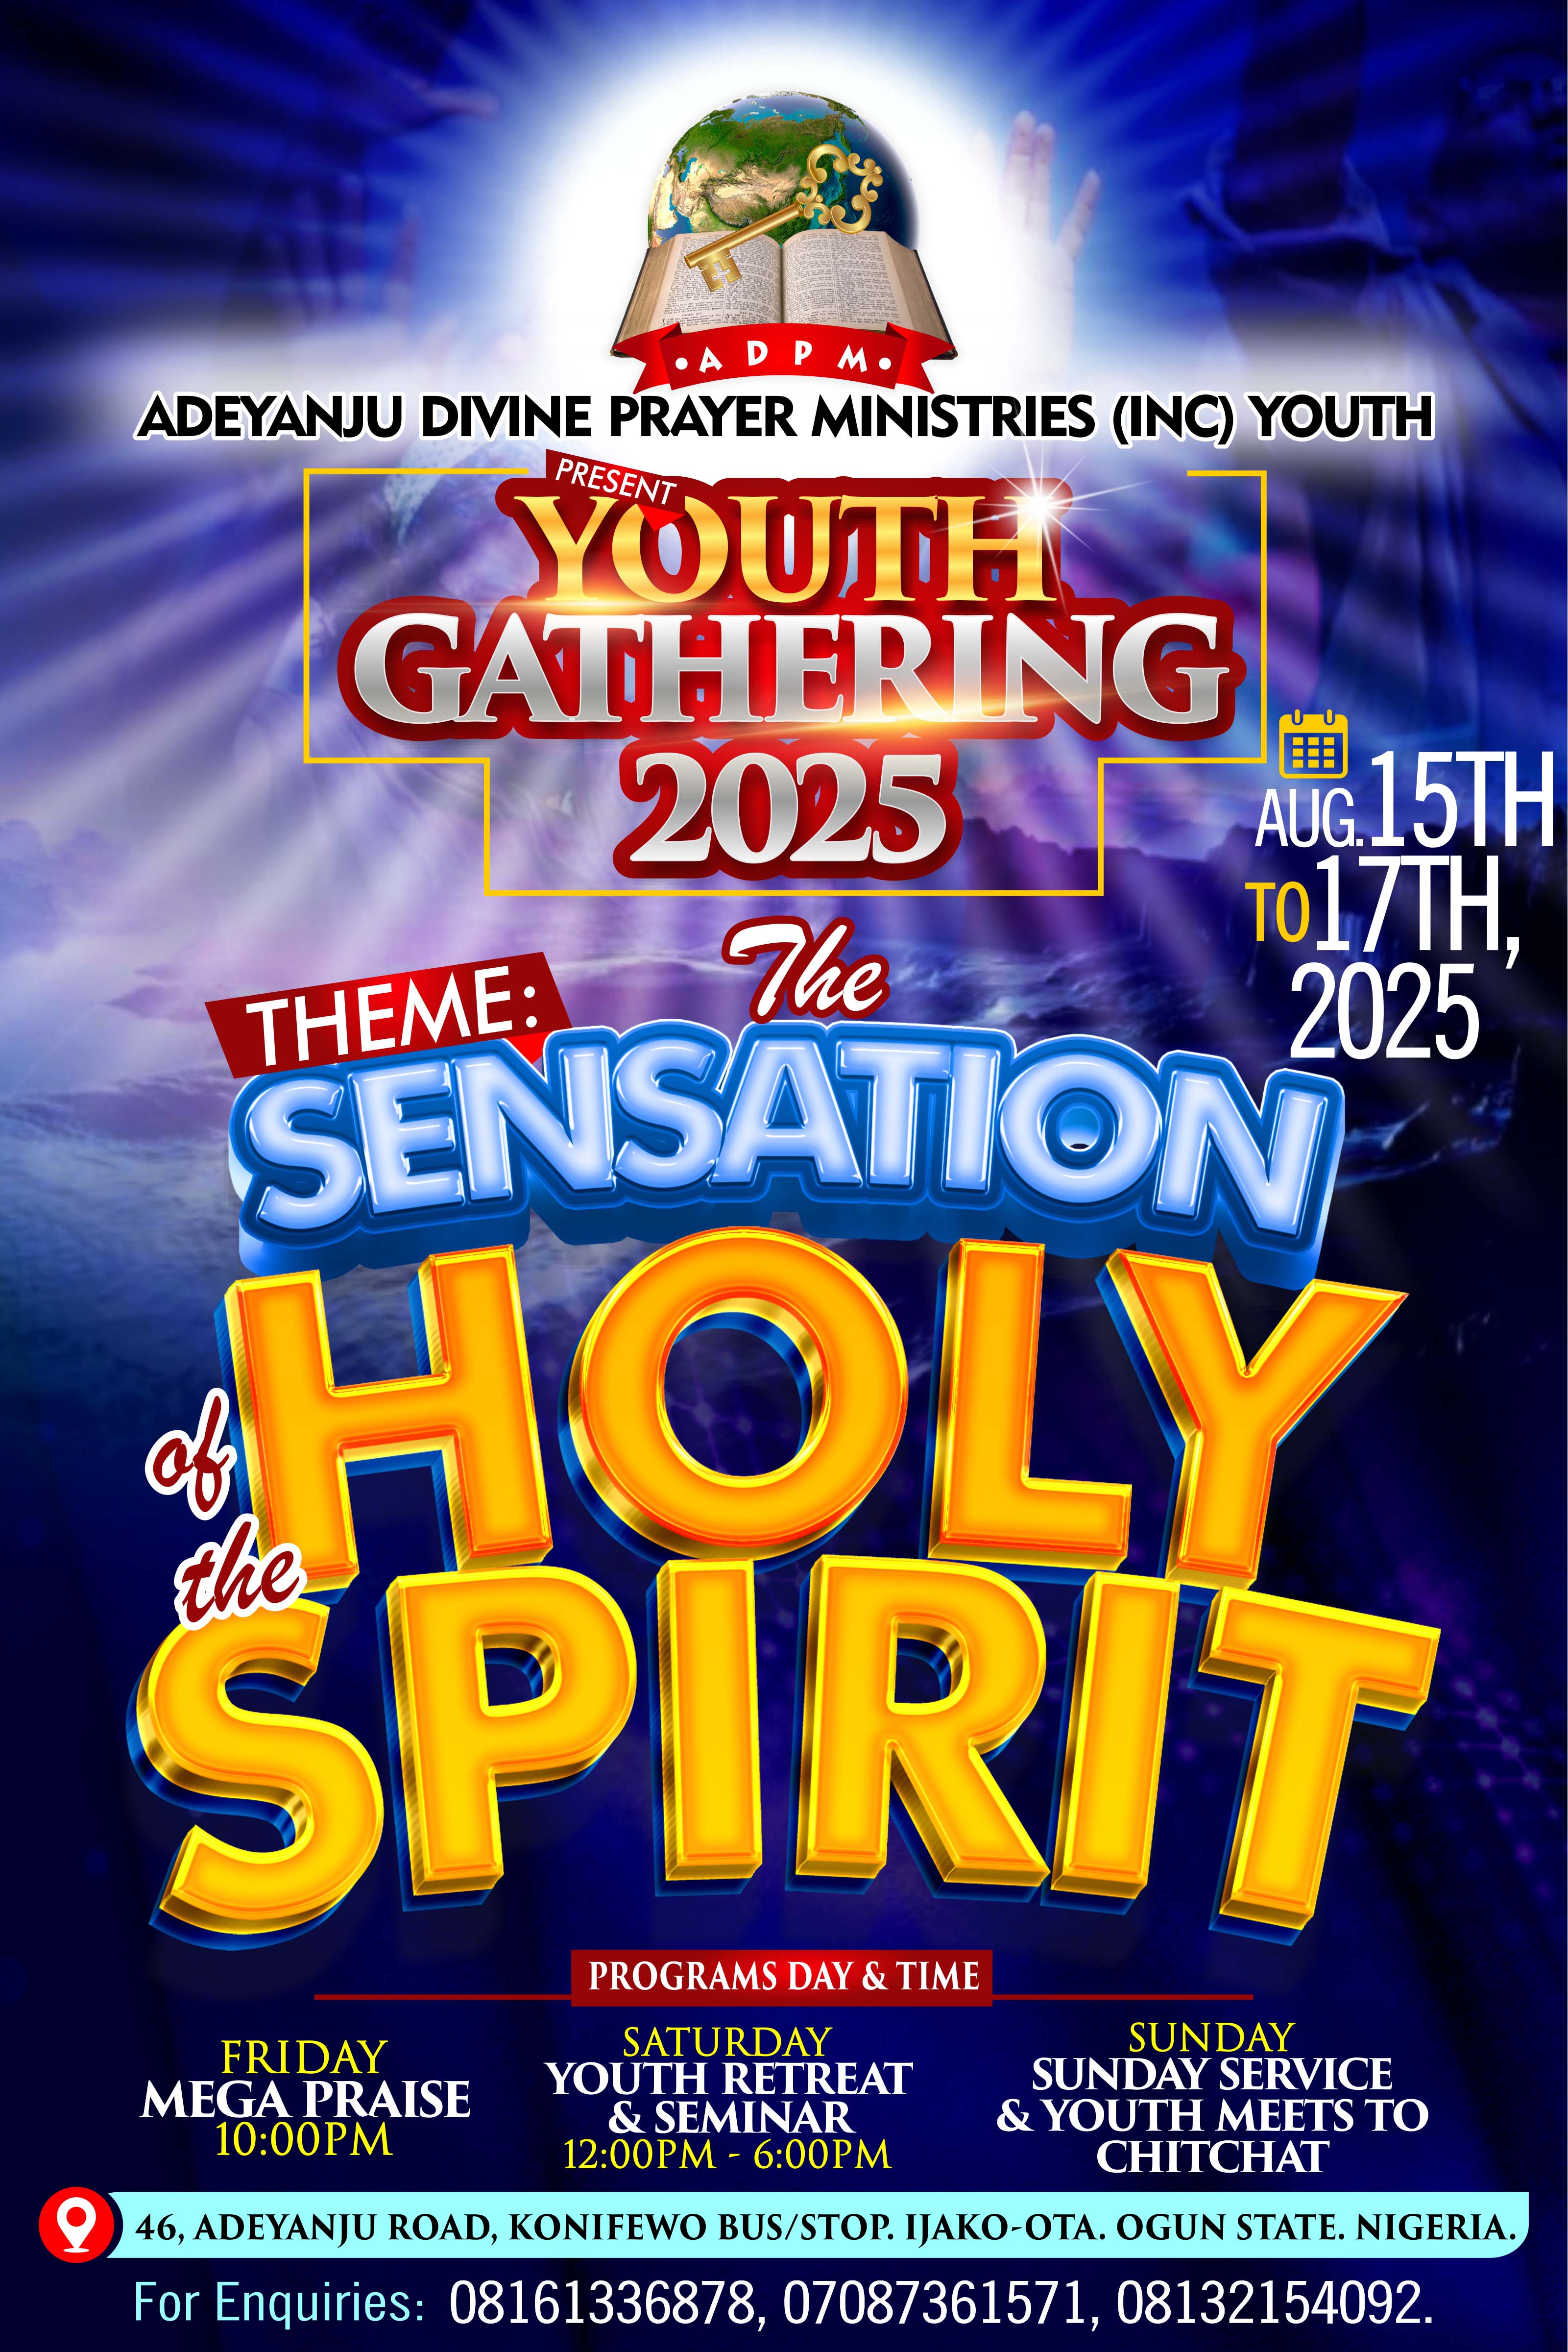 • A D P M •
ADEYANJU DIVINE PRAYER MINISTRIES (INC) YOUTH
PRESENT
YOUTH
GATHERING
2025
AUG. 15TH
TO 17TH,
2025
THEME:
The
SENSATION
of
the
HOLY
SPIRIT
PROGRAMS DAY & TIME
FRIDAY
MEGA PRAISE
10:00PM
SATURDAY
YOUTH RETREAT
& SEMINAR
12:00PM - 6:00PM
SUNDAY
SUNDAY SERVICE
& YOUTH MEETS TO
CHITCHAT
46, ADEYANJU ROAD, KONIFEWO BUS/STOP. IJAKO-OTA. OGUN STATE. NIGERIA.
For Enquiries: 08161336878, 07087361571, 08132154092.